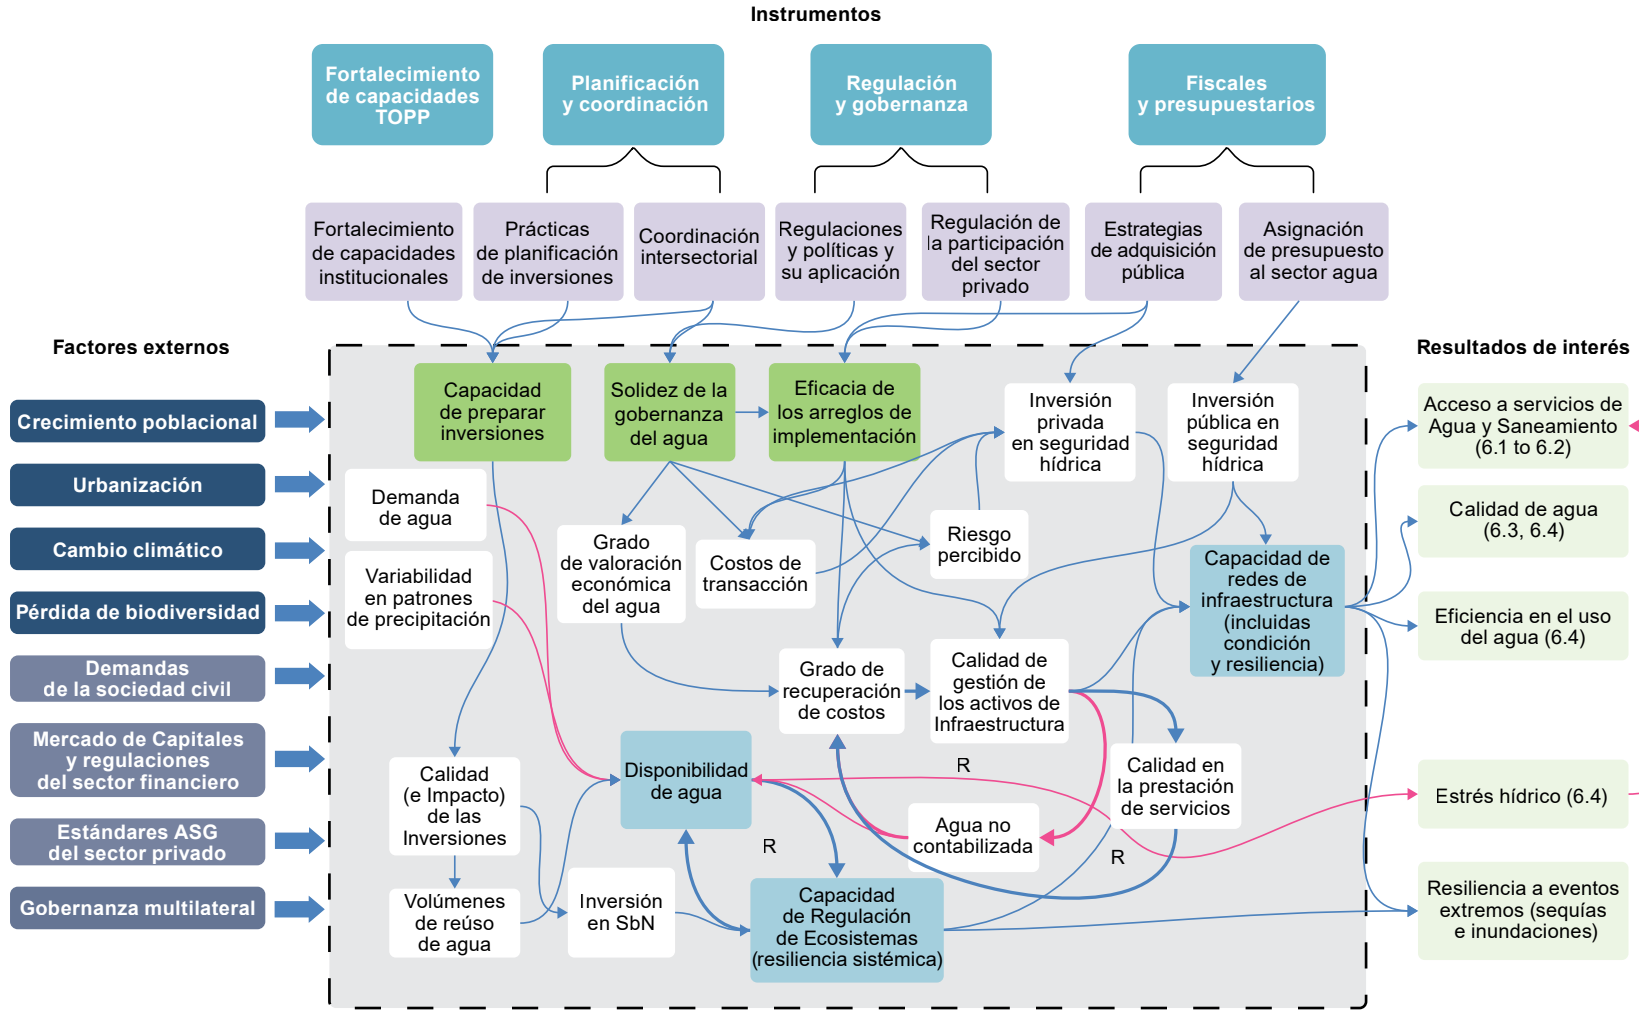 Instrumentos
Fortalecimiento
de capacidades
TOPP
Planificación
y coordinación
Regulación
y gobernanza
Fiscales
y presupuestarios
Fortalecimiento
de capacidades
institucionales
Prácticas
de planificación
de inversiones
Coordinación
intersectorial
Regulaciones
y políticas y
su aplicación
Regulación de
la participación
del sector
privado
Estrategias
de adquisición
pública
Asignación
de presupuesto
al sector agua
Factores externos
Crecimiento poblacional
Urbanización
Cambio climático
Pérdida de biodiversidad
Demandas
de la sociedad civil
Mercado de Capitales
y regulaciones
del sector financiero
Estándares ASG
del sector privado
Gobernanza multilateral
Capacidad
de preparar
inversiones
Solidez de la
gobernanza
del agua
Eficacia de
los arreglos de
implementación
Inversión
privada
en seguridad
hídrica
Inversión
pública en
seguridad
hídrica
Demanda
de agua
Variabilidad
en patrones
de precipitación
Grado
de valoración
económica
del agua
Costos de
transacción
Riesgo
percibido
Capacidad de
redes de
infraestructura
(incluidas
condición
y resiliencia)
Grado de
recuperación
de costos
Calidad de
gestión de
los activos de
Infraestructura
Calidad
(e Impacto)
de las
Inversiones
Disponibilidad
de agua
R
Calidad en
la prestación
de servicios
Agua no
contabilizada
R
R
Volúmenes
de reúso
de agua
Inversión
en SbN
Capacidad
de Regulación
de Ecosistemas
(resiliencia sistémica)
Resultados de interés
Acceso a servicios de
Agua y Saneamiento
(6.1 to 6.2)
Calidad de agua
(6.3, 6.4)
Eficiencia en el uso
del agua (6.4)
Estrés hídrico (6.4)
Resiliencia a eventos
extremos (sequías
e inundaciones)